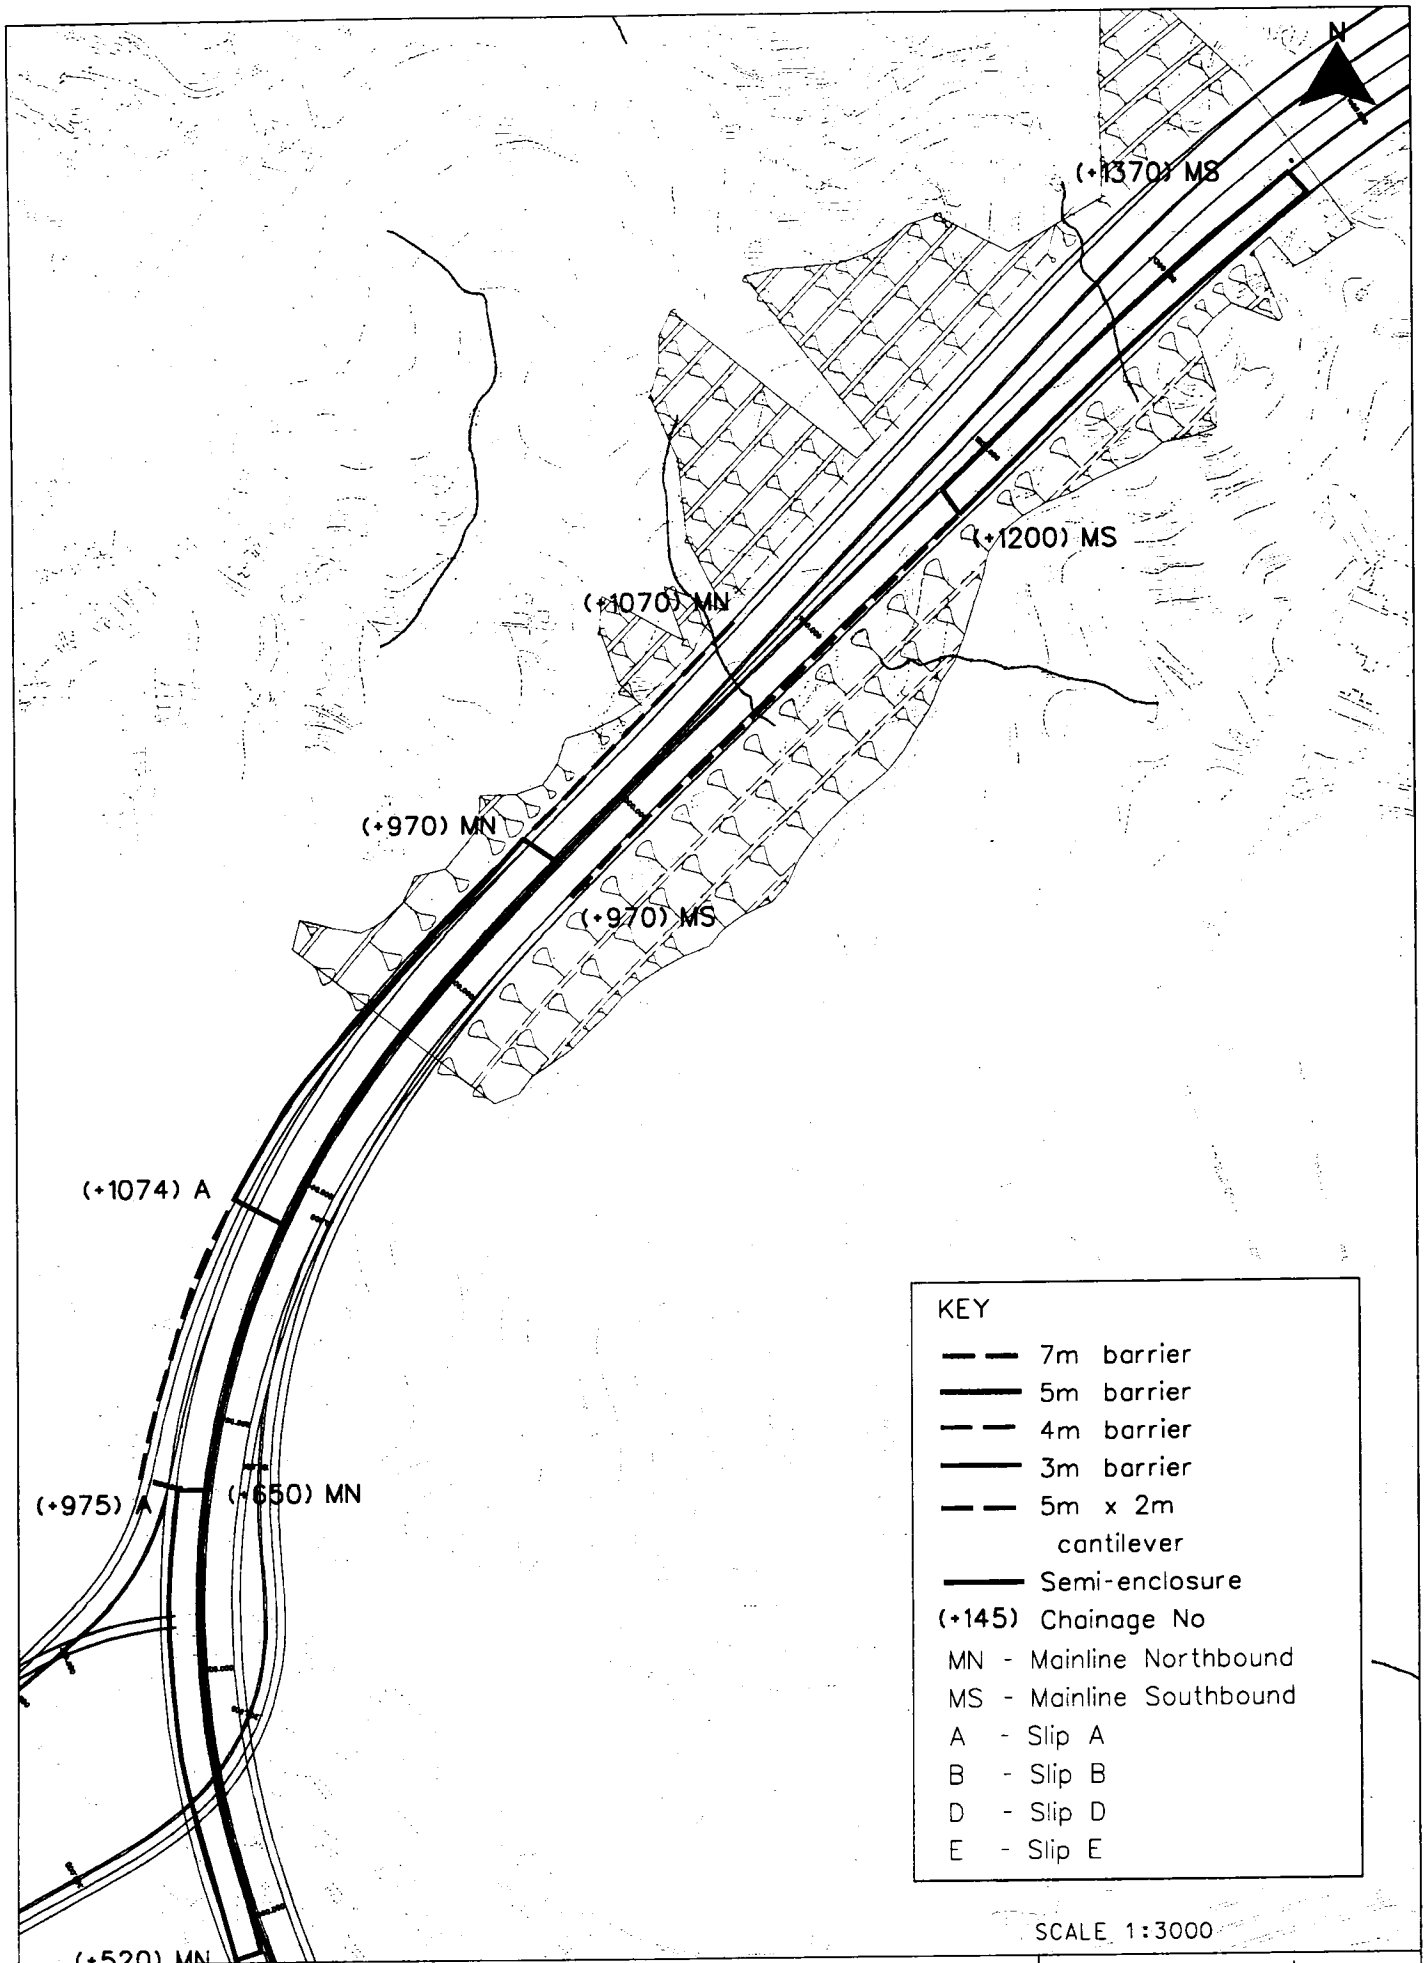 N
(+1370) MS
(+1200) MS
(+1070) MN
(+970) MN
(+970) MS
(+1074) A
(+650) MN
(+975) A
(+520) MN
KEY
7m barrier
5m barrier
4m barrier
3m barrier
5m x 2m
cantilever
Semi-enclosure
(+145) Chainage No
MN - Mainline Northbound
MS - Mainline Southbound
A - Slip A
B - Slip B
D - Slip D
E - Slip E
SCALE 1:3000